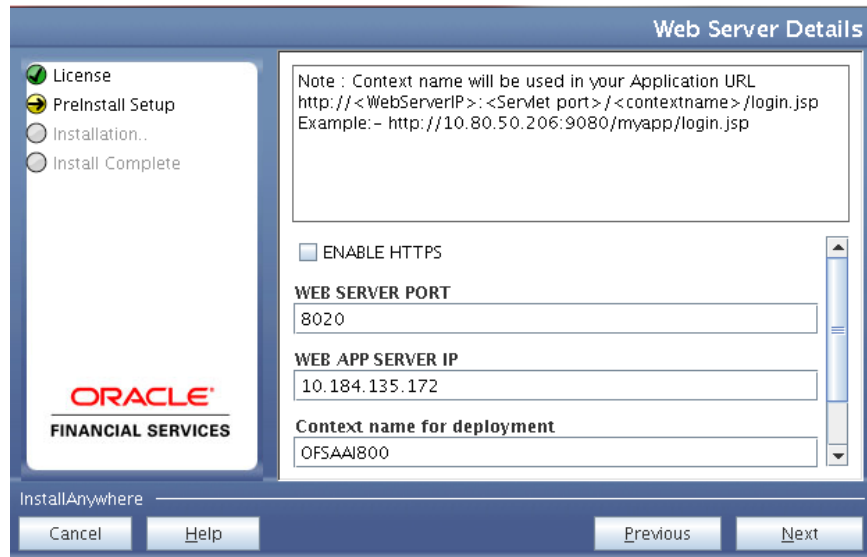 Web Server Details
License
PreInstall Setup
Installation..
Install Complete
ORACLE
FINANCIAL SERVICES
Note : Context name will be used in your Application URL
http://<WebServerIP>:<Servlet port>/<contextname>/login.jsp
Example:- http://10.80.50.206:9080/myapp/login.jsp
ENABLE HTTPS
WEB SERVER PORT
8020
WEB APP SERVER IP
10.184.135.172
Context name for deployment
OFSAAI800
InstallAnywhere
Cancel
Help
Previous
Next